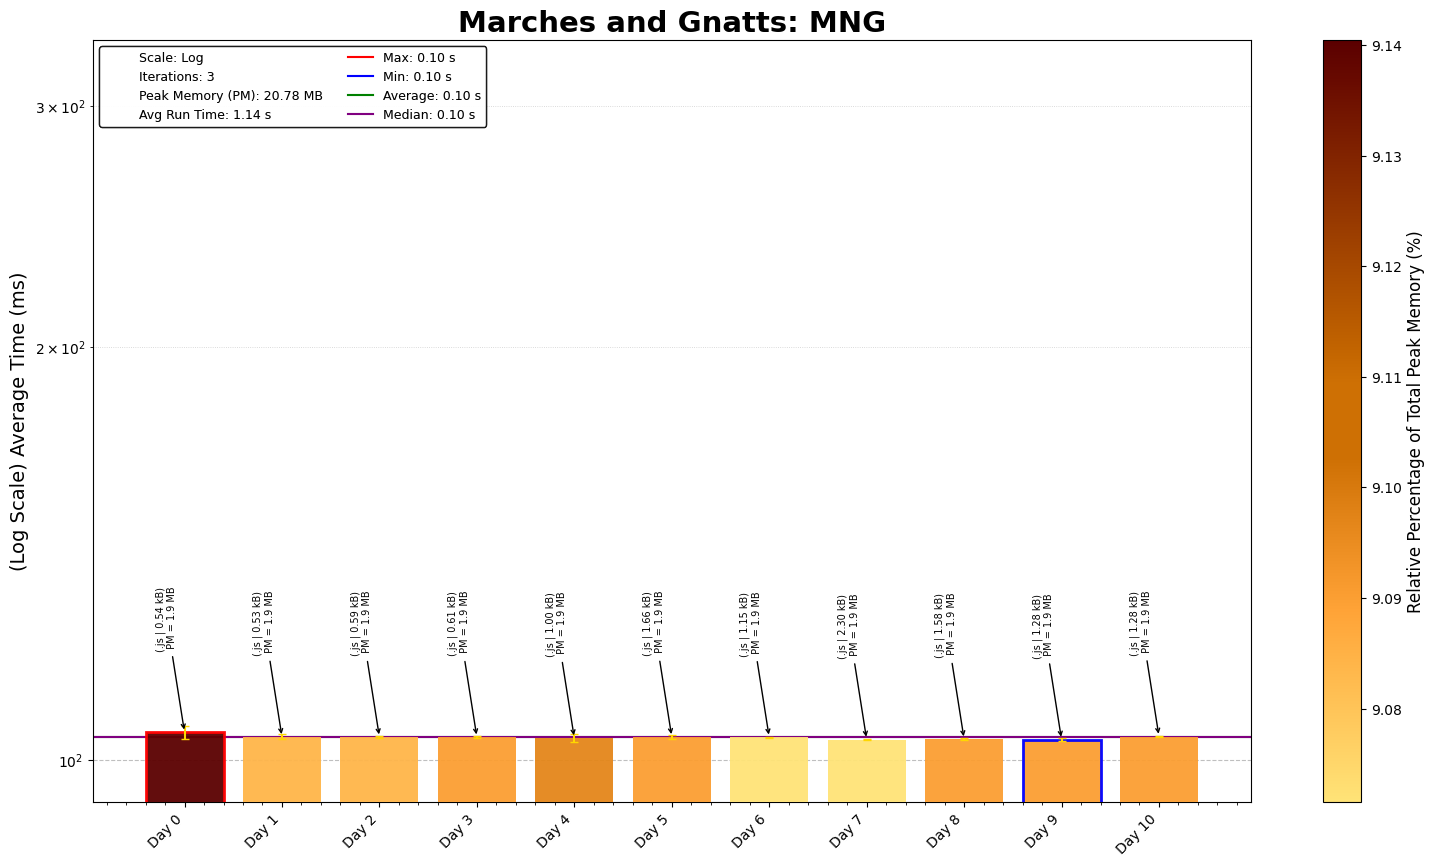 Marches and Gnatts: MNG
(Log Scale) Average Time (ms)
3 × 10²
2 × 10²
10²
Scale: Log
Iterations: 3
Peak Memory (PM): 20.78 MB
Avg Run Time: 1.14 s
Max: 0.10 s
Min: 0.10 s
Average: 0.10 s
Median: 0.10 s
(.js | 0.54 kB)
PM = 1.9 MB
(.js | 0.53 kB)
PM = 1.9 MB
(.js | 0.59 kB)
PM = 1.9 MB
(.js | 0.61 kB)
PM = 1.9 MB
(.js | 1.00 kB)
PM = 1.9 MB
(.js | 1.66 kB)
PM = 1.9 MB
(.js | 1.15 kB)
PM = 1.9 MB
(.js | 2.30 kB)
PM = 1.9 MB
(.js | 1.58 kB)
PM = 1.9 MB
(.js | 1.28 kB)
PM = 1.9 MB
(.js | 1.28 kB)
PM = 1.9 MB
Day 0
Day 1
Day 2
Day 3
Day 4
Day 5
Day 6
Day 7
Day 8
Day 9
Day 10
9.14
9.13
9.12
9.11
9.10
9.09
9.08
Relative Percentage of Total Peak Memory (%)